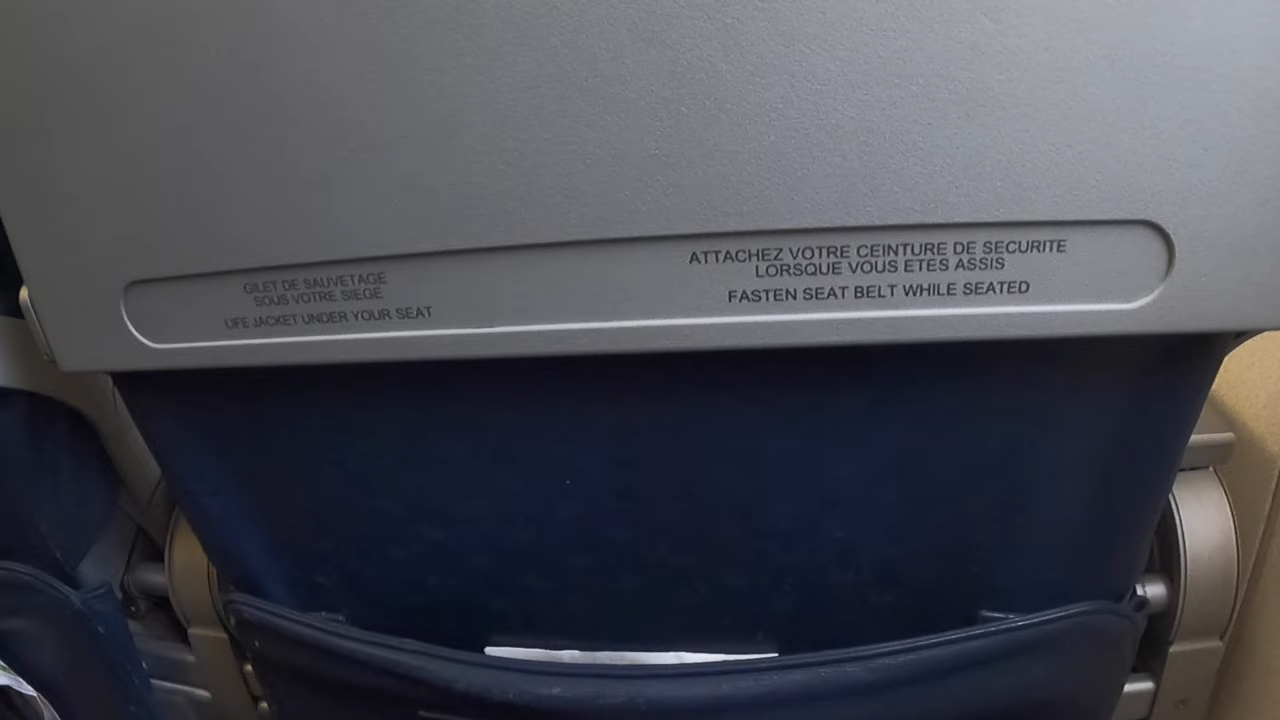 GILET DE SAUVETAGE
SOUS VOTRE SIEGE
LIFE JACKET UNDER YOUR SEAT
ATTACHEZ VOTRE CEINTURE DE SECURITE
LORSQUE VOUS ETES ASSIS
FASTEN SEAT BELT WHILE SEATED